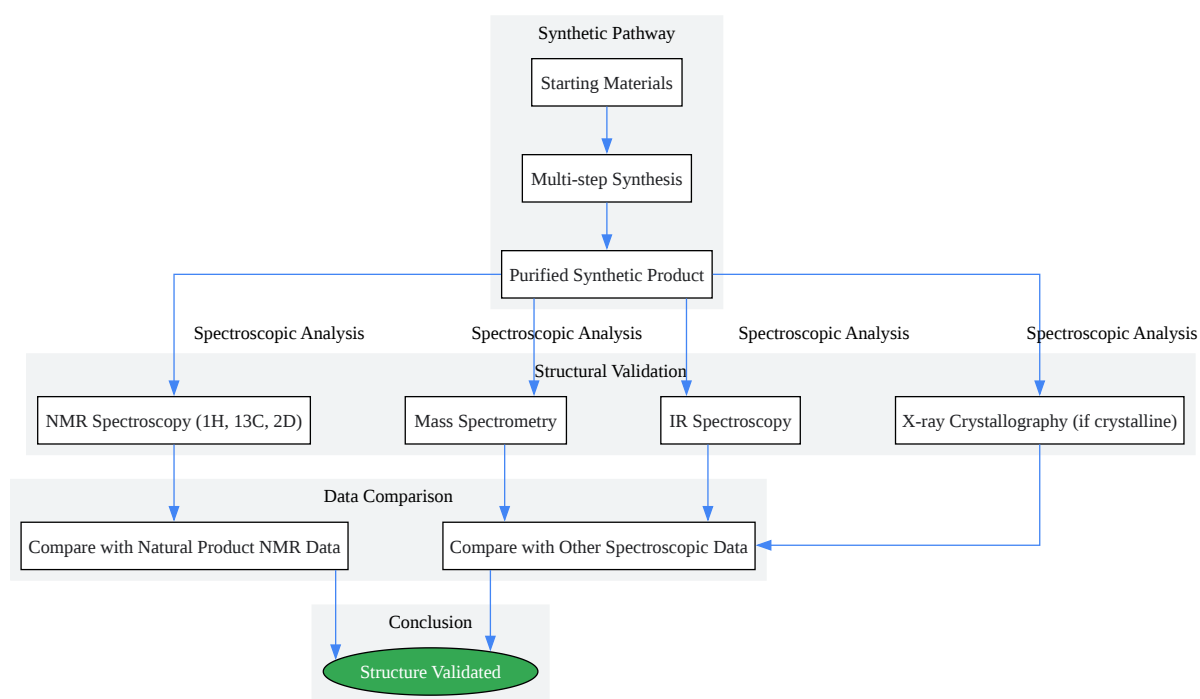 Synthetic Pathway
Starting Materials
Multi-step Synthesis
Purified Synthetic Product
Spectroscopic Analysis
Spectroscopic Analysis
Spectroscopic Analysis
Spectroscopic Analysis
Structural Validation
NMR Spectroscopy (1H, 13C, 2D)
Mass Spectrometry
IR Spectroscopy
X-ray Crystallography (if crystalline)
Data Comparison
Compare with Natural Product NMR Data
Compare with Other Spectroscopic Data
Conclusion
Structure Validated